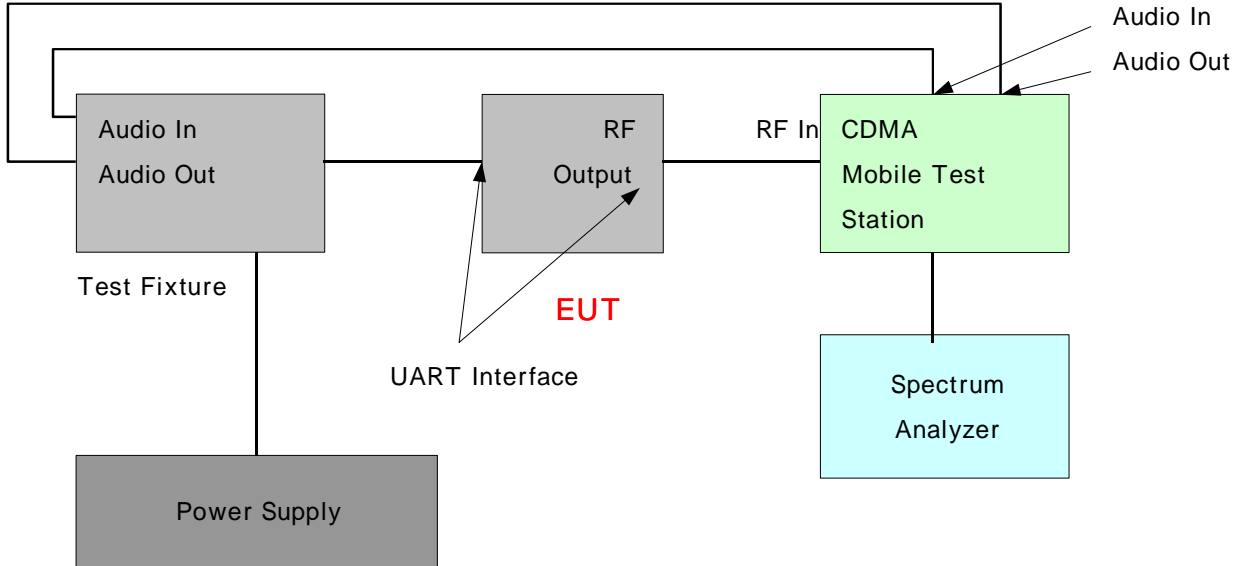 Audio In
Audio Out
Audio In
Audio Out
RF
Output
RF In
CDMA
Mobile Test
Station
Test Fixture
EUT
UART Interface
Spectrum
Analyzer
Power Supply